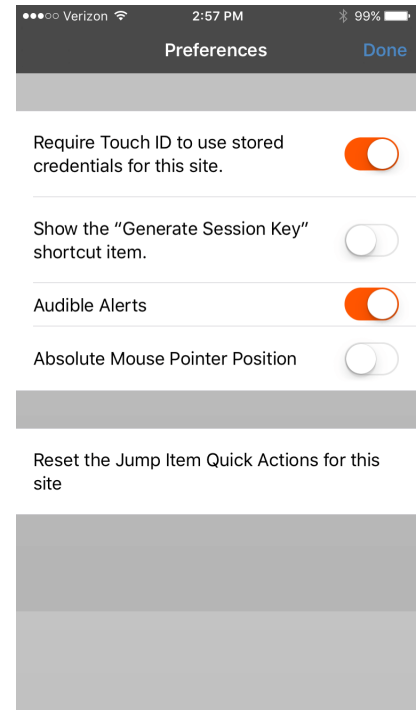 Verizon 2:57 PM 99%
Preferences Done
Require Touch ID to use stored
credentials for this site.
Show the “Generate Session Key”
shortcut item.
Audible Alerts
Absolute Mouse Pointer Position
Reset the Jump Item Quick Actions for this
site